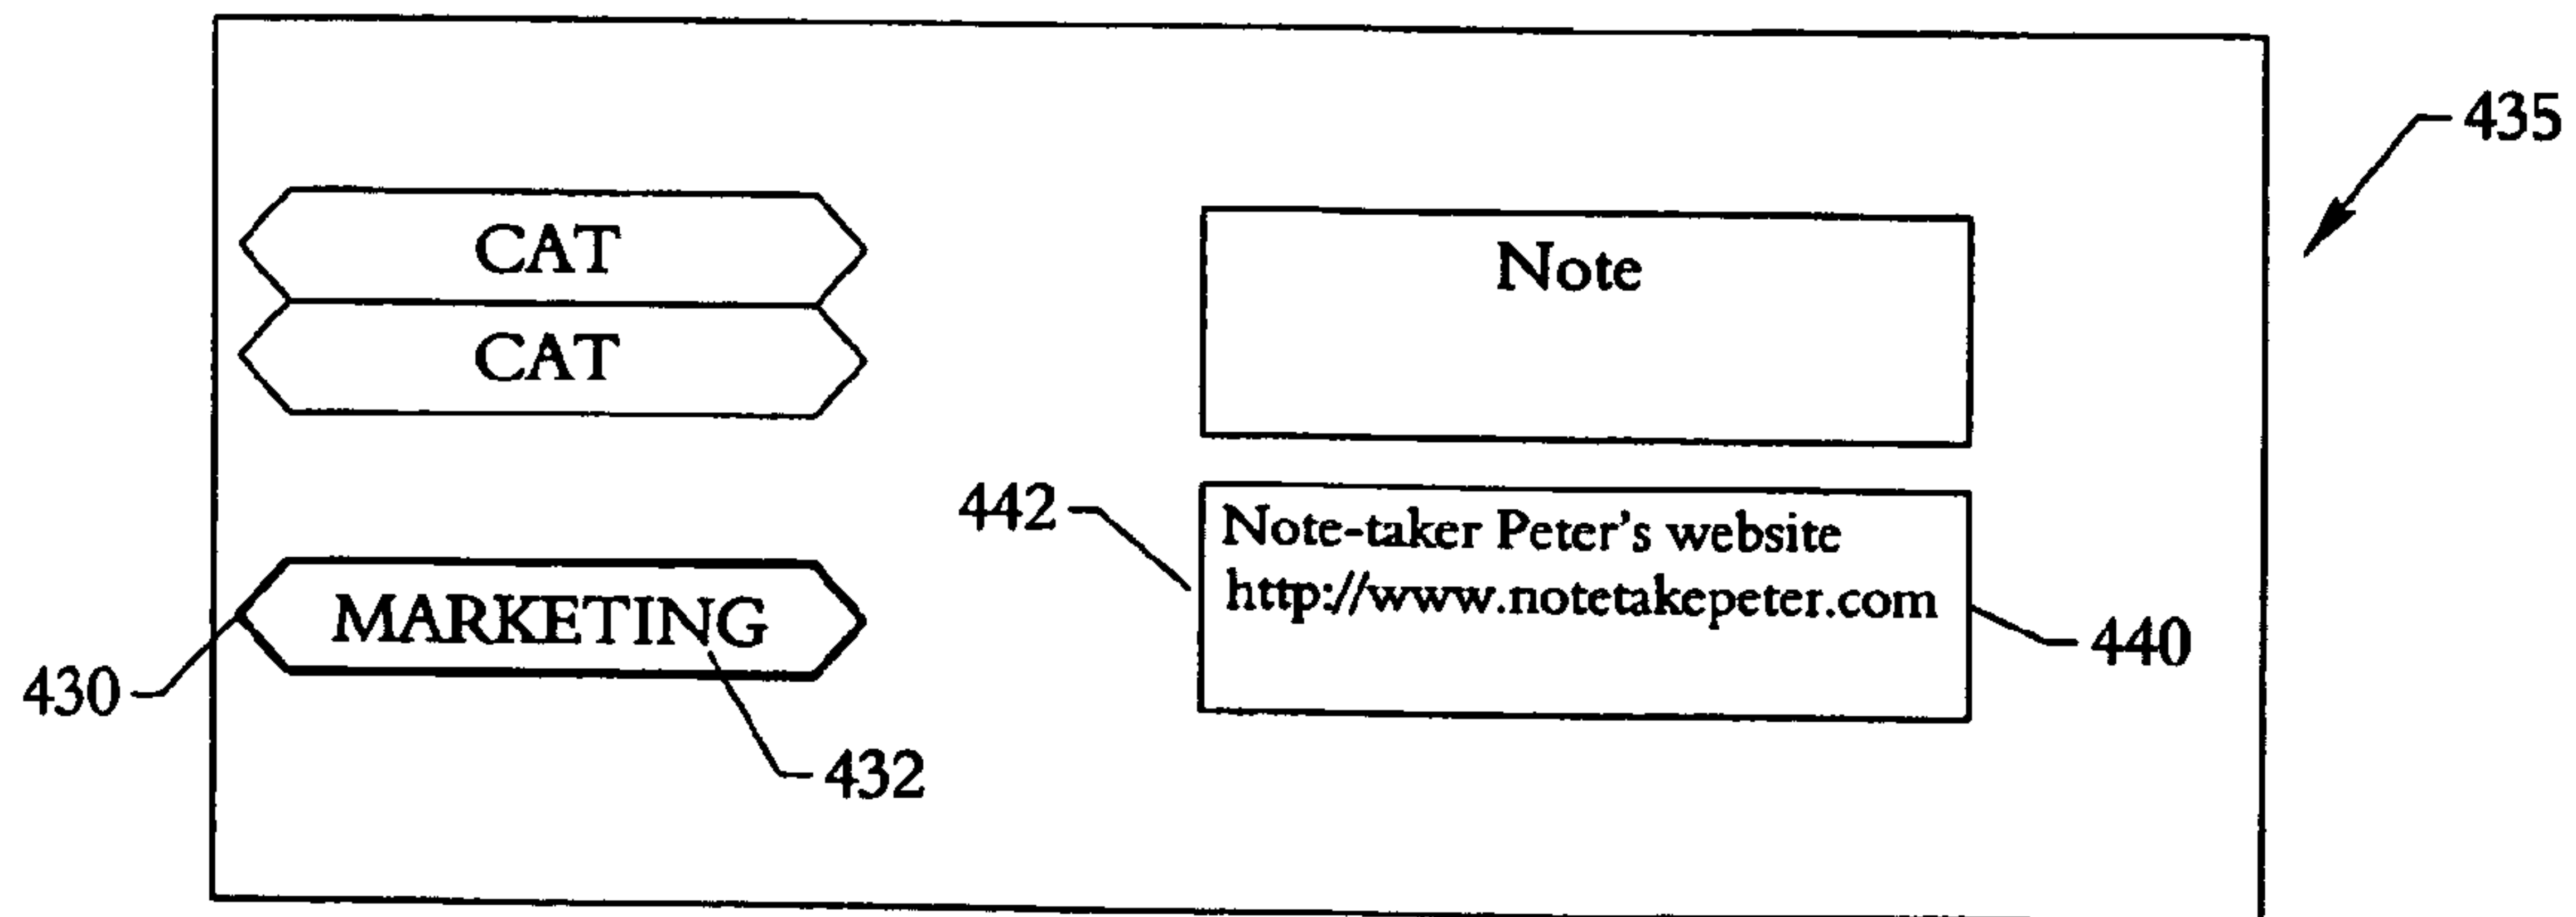 435
CAT
Note
CAT
442
Note-taker Peter's website
http://www.notetakepeter.com
MARKETING
440
430
432